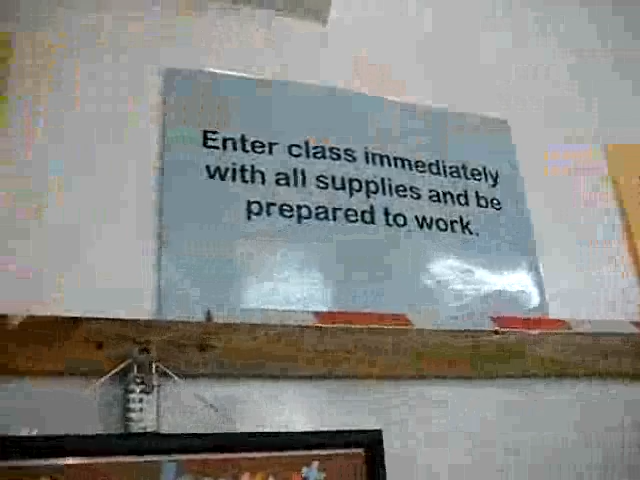 Enter class immediately
with all supplies and be
prepared to work.